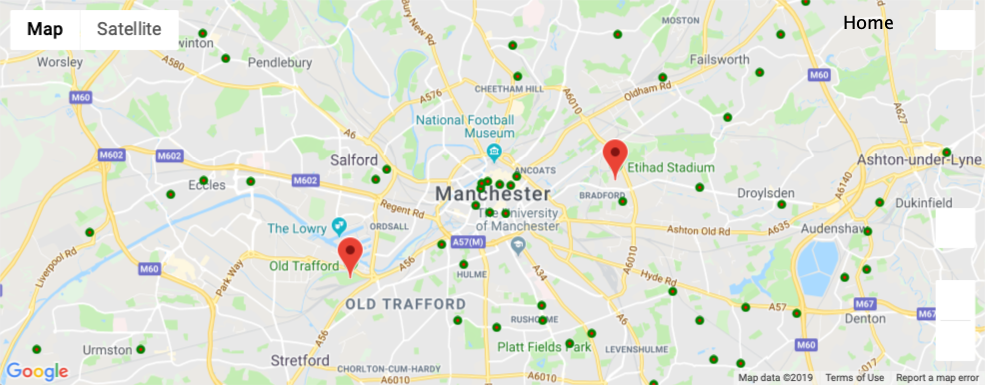 Map
Satellite
Home
winton
Worsley
Pendlebury
A580
M60
ury New Rd
MOSTON
Failsworth
M60
A627
A576
CHEETHAM HILL
A6010
Oldham Rd
National Football
Museum
A6
M602
M602
Salford
ANCOATS
Etihad Stadium
Ashton-under-Lyne
Eccles
M602
Manchester
BRADFORD
Droylsden
A6140
Dukinfield
Regent Rd
The University
of Manchester
The Lowry
ORDSALL
Ashton Old Rd
A635
Audenshaw
Liverpool Rd
A57(M)
Old Trafford
A56
M60
Park Way
HULME
A34
A6010
Hyde Rd
OLD TRAFFORD
A57
M67
M67
Denton
RUSHOLME
A6
A56
Urmston
Stretford
Platt Fields Park
LEVENSHULME
M60
CHORLTON-CUM-HARDY
A6010
A6010
A1017
Google
Map data ©2019
Terms of Use
Report a map error